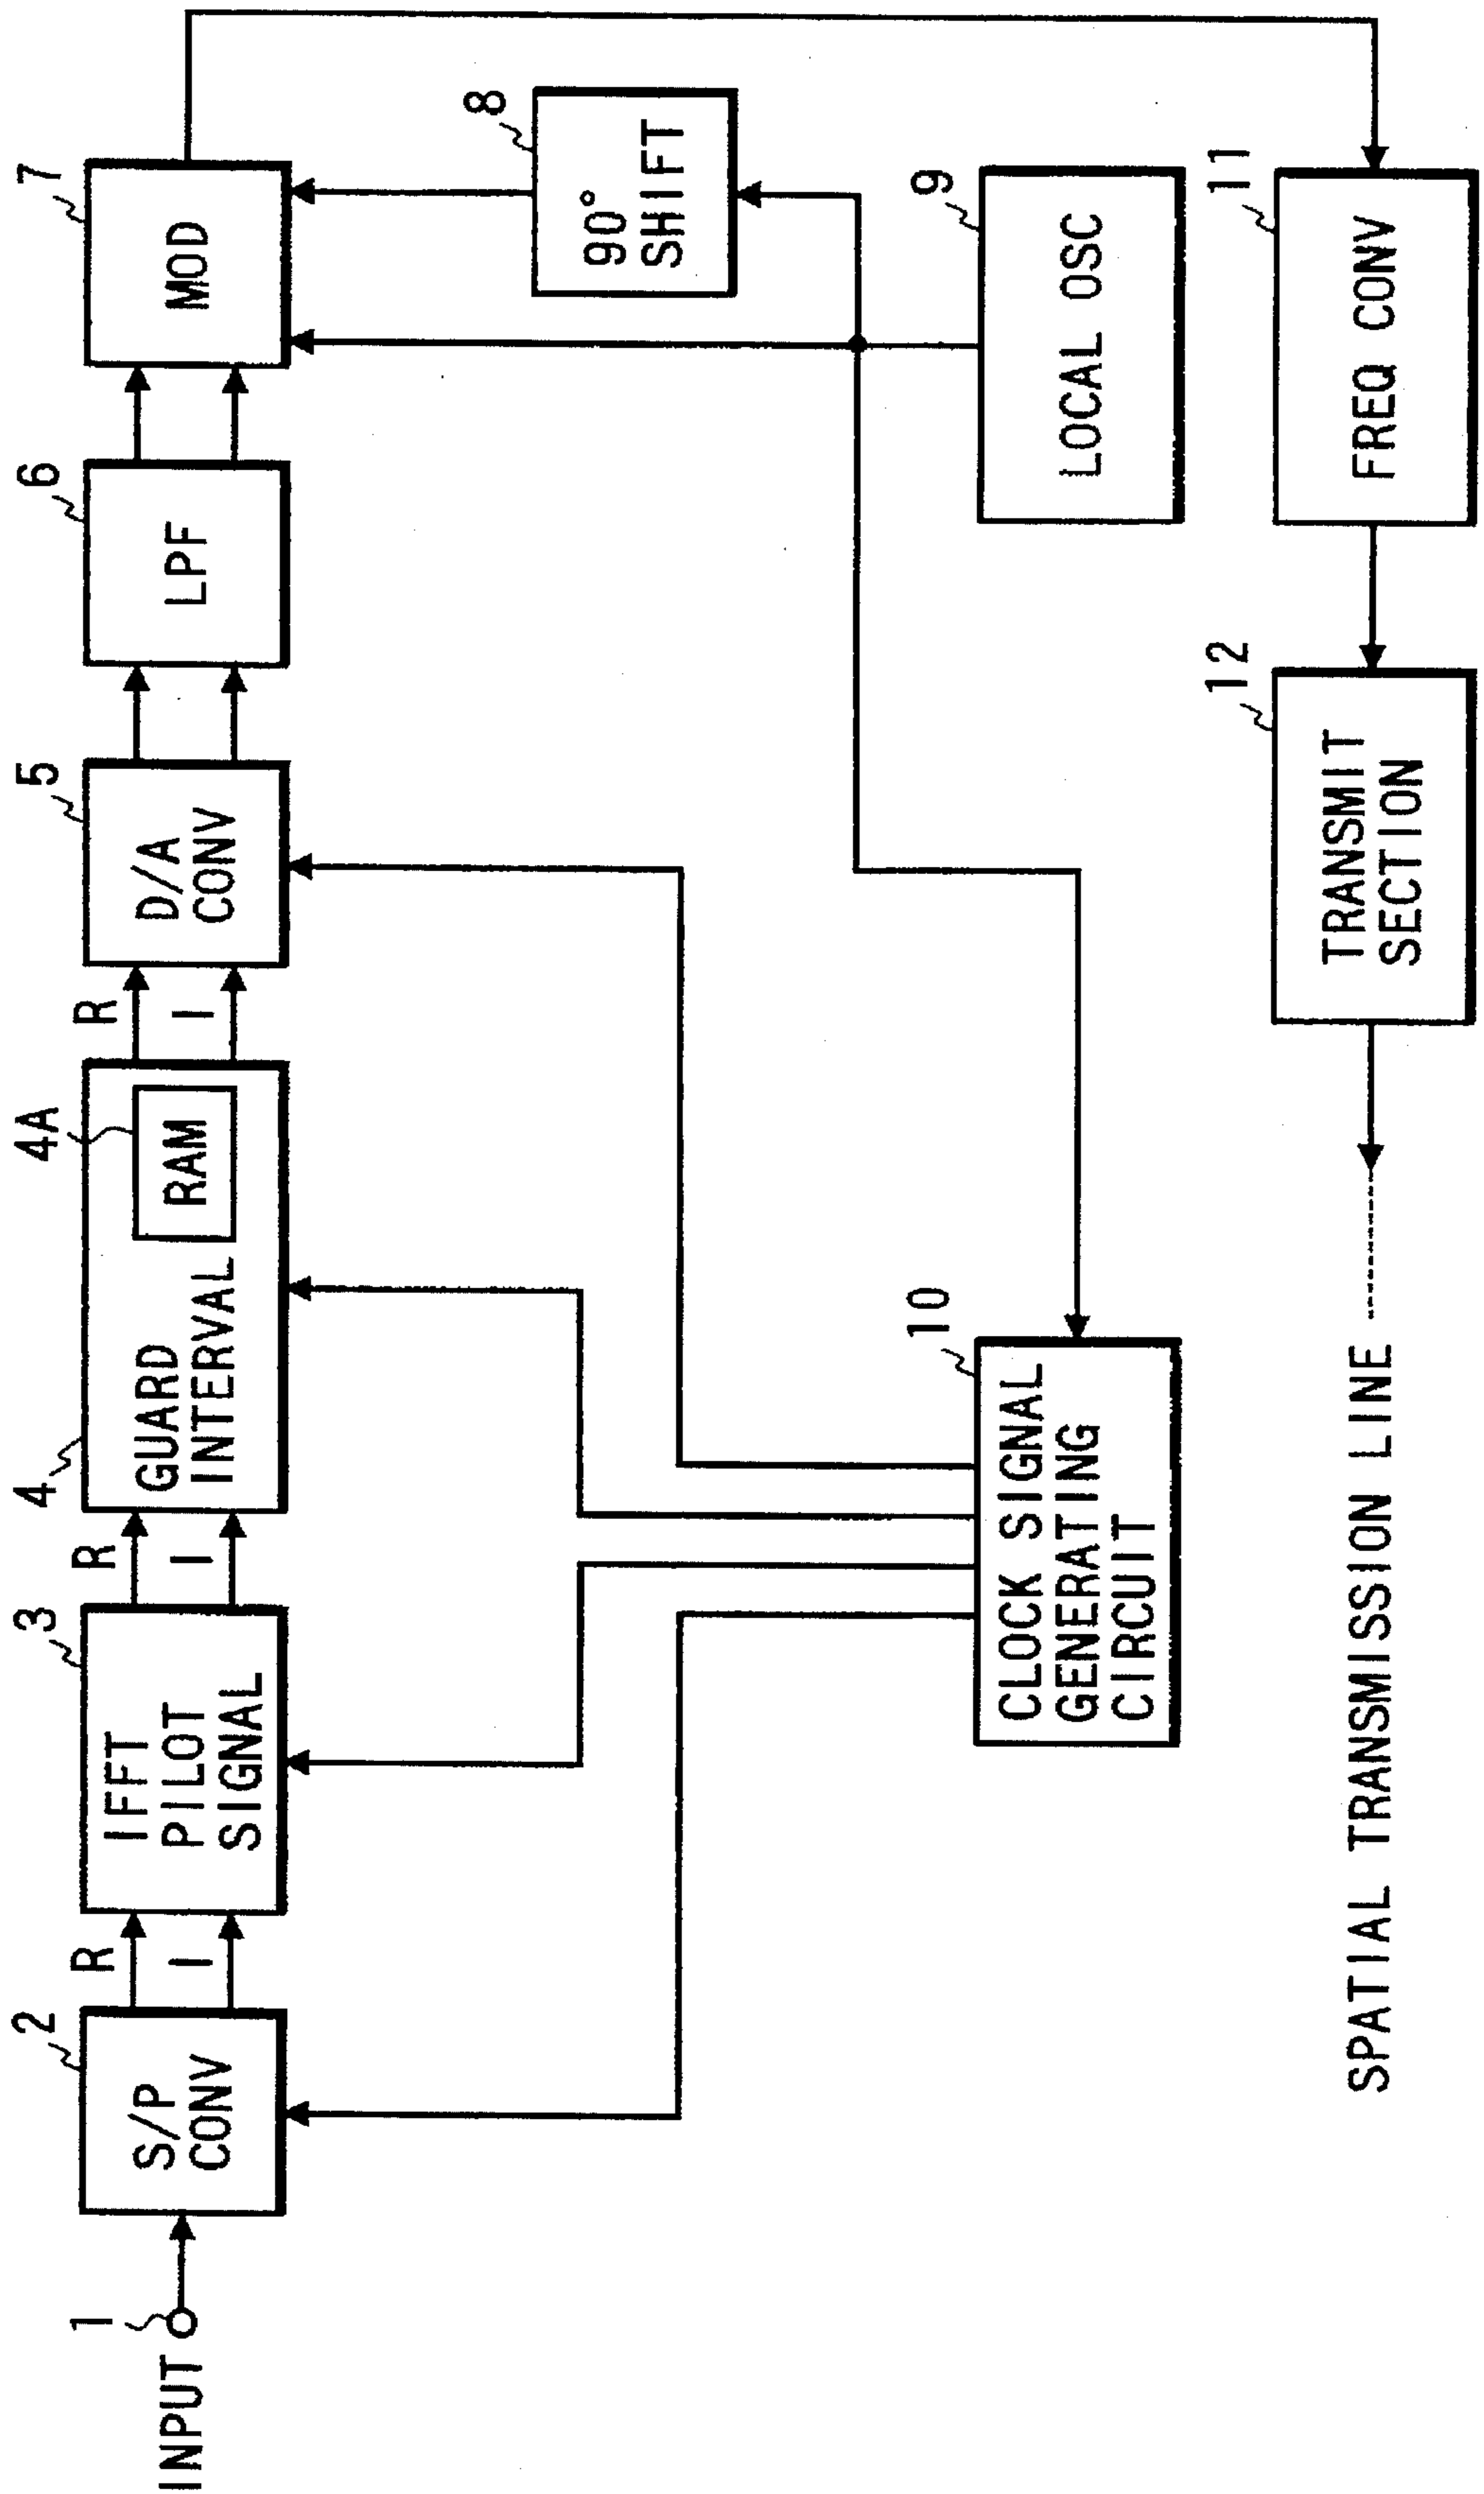 INPUT
1
2
S/P
CONV
R
I
3
IFFT
PILOT
SIGNAL
R
I
4
GUARD
INTERVAL
4A
RAM
R
I
5
D/A
CONV
6
LPF
7
MOD
8
90°
SHIFT
9
LOCAL OSC
10
CLOCK SIGNAL
GENERATING
CIRCUIT
11
FREQ CONV
12
TRANSMIT
SECTION
SPATIAL TRANSMISSION LINE